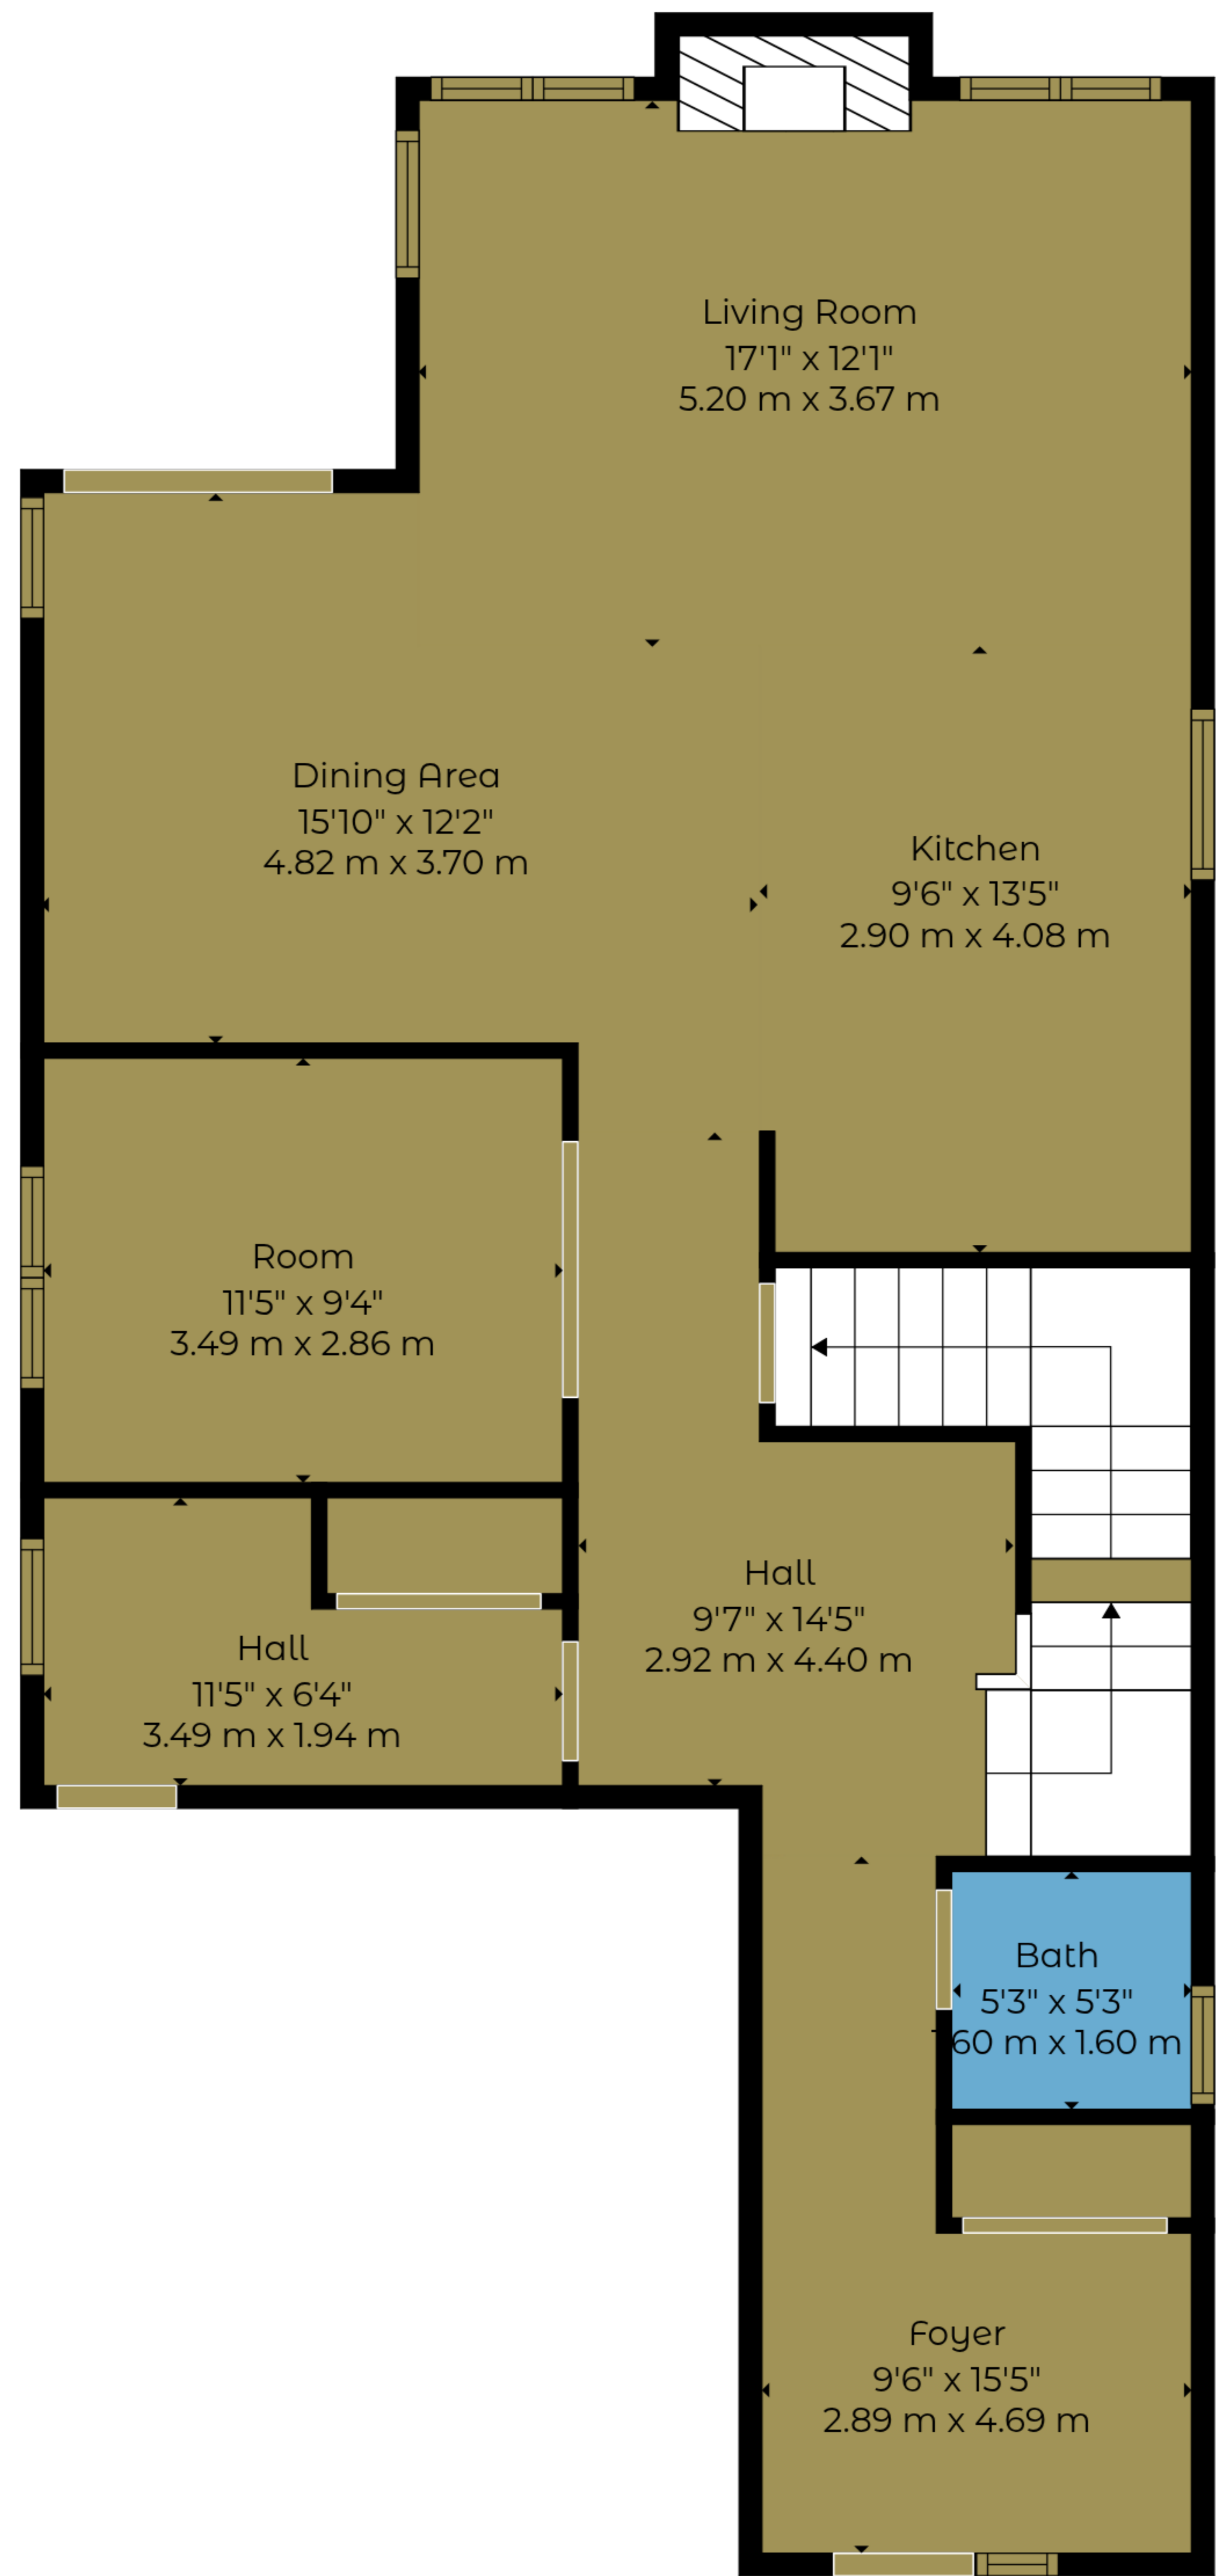 Living Room
17'1" x 12'1"
5.20 m x 3.67 m
Dining Area
15'10" x 12'2"
4.82 m x 3.70 m
Kitchen
9'6" x 13'5"
2.90 m x 4.08 m
Room
11'5" x 9'4"
3.49 m x 2.86 m
Hall
9'7" x 14'5"
2.92 m x 4.40 m
Hall
11'5" x 6'4"
3.49 m x 1.94 m
Bath
5'3" x 5'3"
1.60 m x 1.60 m
Foyer
9'6" x 15'5"
2.89 m x 4.69 m